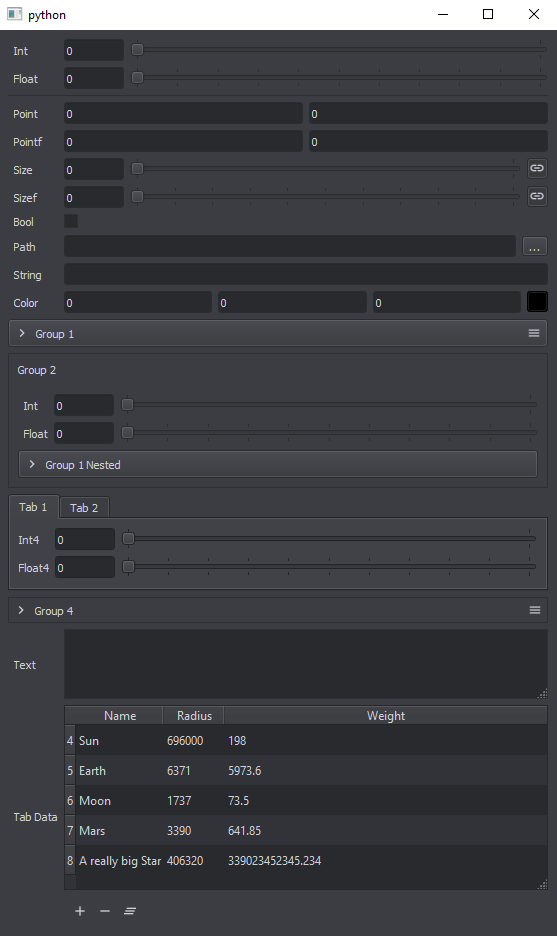 python
Int 0
Float 0
Point 0 0
Pointf 0 0
Size 0
Sizef 0
Bool
Path ...
String
Color 0 0 0
Group 1
Group 2
Int 0
Float 0
Group 1 Nested
Tab 1 Tab 2
Int4 0
Float4 0
Group 4
Text
Name Radius Weight
4 Sun 696000 198
5 Earth 6371 5973.6
6 Moon 1737 73.5
Tab Data
7 Mars 3390 641.85
8 A really big Star 406320 339023452345.234